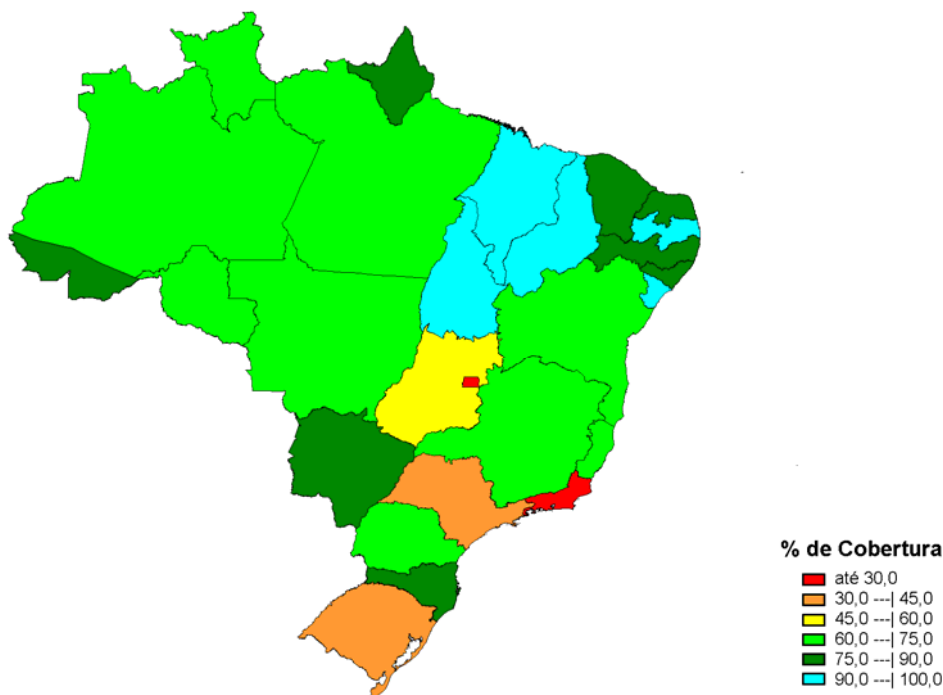 % de Cobertura
até 30,0
30,0 ---| 45,0
45,0 ---| 60,0
60,0 ---| 75,0
75,0 ---| 90,0
90,0 ---| 100,0